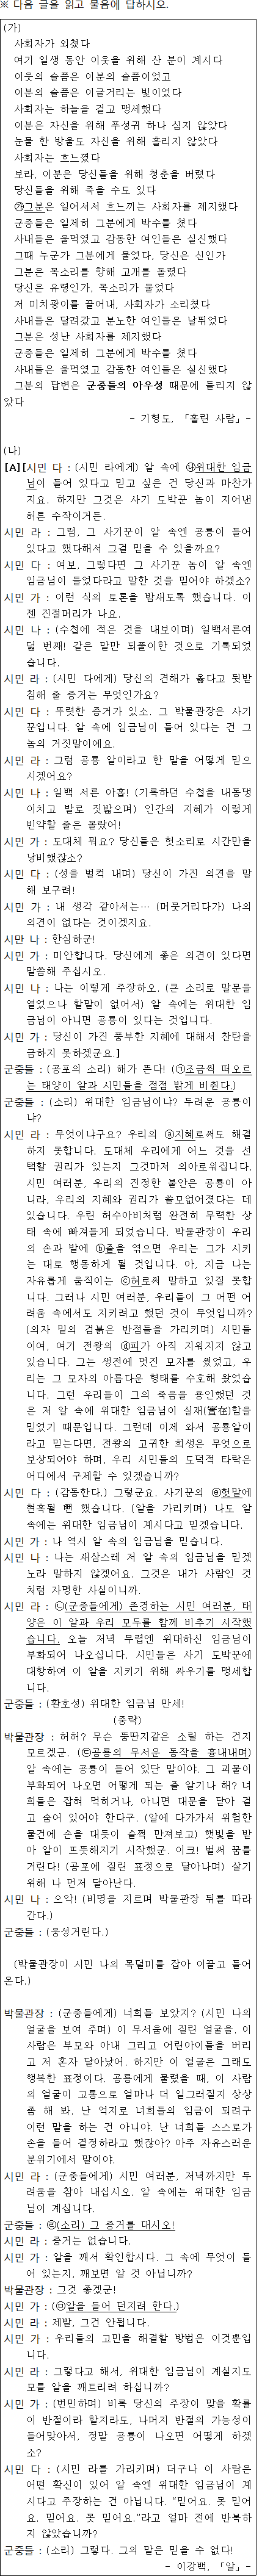 ※ 다음 글을 읽고 물음에 답하시오.
(가)
사회자가 외쳤다
여기 일생 동안 이웃을 위해 산 분이 계시다
이웃의 슬픔은 이분의 슬픔이었고
이분의 슬픔은 이글거리는 빛이었다
사회자는 하늘을 걸고 맹세했다
이분은 자신을 위해 푸성귀 하나 심지 않았다
눈물 한 방울도 자신을 위해 흘리지 않았다
사회자는 흐느꼈다
보라, 이분은 당신들을 위해 청춘을 버렸다
당신들을 위해 죽을 수도 있다
㉮그분은 일어서서 흐느끼는 사회자를 제지했다
군중들은 일제히 그분에게 박수를 쳤다
사내들은 울먹였고 감동한 여인들은 실신했다
그때 누군가 그분에게 물었다, 당신은 신인가
그분은 목소리를 향해 고개를 돌렸다
당신은 유령인가, 목소리가 물었다
저 미치광이를 끌어내, 사회자가 소리쳤다
사내들은 달려갔고 분노한 여인들은 날뛰었다
그분은 성난 사회자를 제지했다
군중들은 일제히 그분에게 박수를 쳤다
사내들은 울먹였고 감동한 여인들은 실신했다
그분의 답변은 군중들의 아우성 때문에 들리지 않
았다
- 기형도, 「홀린 사람」-
(나)
[A][시민 다 : (시민 라에게) 알 속에 ㉯위대한 임금
님이 들어 있다고 믿고 싶은 건 당신과 마찬가
지요. 하지만 그것은 사기 도박꾼 놈이 지어낸
허튼 수작이거든.
시민 라 : 그럼, 그 사기꾼이 알 속엔 공룡이 들어
있다고 했다해서 그걸 믿을 수 있을까요?
시민 다 : 여보, 그렇다면 그 사기꾼 놈이 알 속엔
임금님이 들었다라고 말한 것을 믿어야 하겠소?
시민 가 : 이런 식의 토론을 밤새도록 했습니다. 이
젠 진절머리가 나요.
시민 나 : (수첩에 적은 것을 내보이며) 일백서른여
덟 번째! 같은 말만 되풀이한 것으로 기록되었
습니다.
시민 라 : (시민 다에게) 당신의 견해가 옳다고 뒷받
침해 줄 증거는 무엇인가요?
시민 다 : 뚜렷한 증거가 있소. 그 박물관장은 사기
꾼입니다. 알 속에 임금님이 들어 있다는 건 그
놈의 거짓말이에요.
시민 라 : 그럼 공룡 알이라고 한 말을 어떻게 믿으
시겠어요?
시민 나 : 일백 서른 아홉! (기록하던 수첩을 내동댕
이치고 발로 짓밟으며) 인간의 지혜가 이렇게
빈약할 줄은 몰랐어!
시민 가 : 도대체 뭐요? 당신들은 헛소리로 시간만을
낭비했잖소?
시민 다 : (성을 벌컥 내며) 당신이 가진 의견을 말
해 보구려!
시민 가 : 내 생각 같아서는… (머뭇거리다가) 나의
의견이 없다는 것이겠지요.
시만 나 : 한심하군!
시민 가 : 미안합니다. 당신에게 좋은 의견이 있다면
말씀해 주십시오.
시민 나 : 나는 이렇게 주장하오. (큰 소리로 말문을
열었으나 할말이 없어서) 알 속에는 위대한 임
금님이 아니면 공룡이 있다는 것입니다.
시민 가 : 당신이 가진 풍부한 지혜에 대해서 찬탄을
금하지 못하겠군요.]
군중들 : (공포의 소리) 해가 뜬다! (㉠조금씩 떠오르
는 태양이 알과 시민들을 점점 밝게 비춘다.)
군중들 : (소리) 위대한 임금님이냐? 두려운 공룡이
냐?
시민 라 : 무엇이냐구요? 우리의 ⓐ지혜로써도 해결
하지 못합니다. 도대체 우리에게 어느 것을 선
택할 권리가 있는지 그것마저 의아로워집니다.
시민 여러분, 우리의 진정한 불안은 공룡이 아
니라, 우리의 지혜와 권리가 쓸모없어졌다는 데
있습니다. 우린 허수아비처럼 완전히 무력한 상
태 속에 빠져들게 되었습니다. 박물관장이 우리
의 손과 발에 ⓑ줄을 엮으면 우리는 그가 시키
는 대로 행동하게 될 것입니다. 아, 지금 나는
자유롭게 움직이는 ⓒ혀로써 말하고 있질 못합
니다. 그러나 시민 여러분, 우리들이 그 어떤 어
려움 속에서도 지키려고 했던 것이 무엇입니까?
(의자 밑의 검붉은 반점들을 가리키며) 시민들
이여, 여기 전왕의 ⓓ피가 아직 지워지지 않고
있습니다. 그는 생전에 멋진 모자를 썼었고, 우
리는 그 모자의 아름다운 형태를 수호해 왔었습
니다. 그런 우리들이 그의 죽음을 용인했던 것
은 저 알 속에 위대한 임금님이 실재(實在)함을
믿었기 때문입니다. 그런데 이제 와서 공룡알이
라고 믿는다면, 전왕의 고귀한 희생은 무엇으로
보상되어야 하며, 우리 시민들의 도덕적 타락은
어디에서 구제할 수 있겠습니까?
시민 다 : (감동한다.) 그렇군요. 사기꾼의 ⓔ헛말에
현혹될 뻔 했습니다. (알을 가리키며) 나도 알
속에는 위대한 임금님이 계시다고 믿겠습니다.
시민 가 : 나 역시 알 속의 임금님을 믿습니다.
시민 나 : 나는 새삼스레 저 알 속의 임금님을 믿겠
노라 말하지 않겠어요. 그것은 내가 사람인 것
처럼 자명한 사실이니까.
시민 라 : ㉡(군중들에게) 존경하는 시민 여러분, 태
양은 이 알과 우리 모두를 함께 비추기 시작했
습니다. 오늘 저녁 무렵엔 위대하신 임금님이
부화되어 나오십니다. 시민들은 사기 도박꾼에
대항하여 이 알을 지키기 위해 싸우기를 맹세합
니다.
군중들 : (환호성) 위대한 임금님 만세!
(중략)
박물관장 : 허허? 무슨 똥딴지같은 소릴 하는 건지
모르겠군. (㉢공룡의 무서운 동작을 흉내내며)
알 속에는 공룡이 들어 있단 말이야. 그 괴물이
부화되어 나오면 어떻게 되는 줄 알기나 해? 너
희들은 잡혀 먹히거나, 아니면 대문을 닫아 걸
고 숨어 있어야 한다구. (알에 다가가서 위험한
물건에 손을 대듯이 슬쩍 만져보고) 햇빛을 받
아 알이 뜨뜻해지기 시작했군. 이크! 벌써 꿈틀
거린다! (공포에 질린 표정으로 달아나며) 살기
위해 나 먼저 달아난다.
시민 나 : 으악! (비명을 지르며 박물관장 뒤를 따라
간다.)
군중들 : (웅성거린다.)
(박물관장이 시민 나의 목덜미를 잡아 이끌고 들어
온다.)
박물관장 : (군중들에게) 너희들 보았지? (시민 나의
얼굴을 보여 주며) 이 무서움에 질린 얼굴을. 이
사람은 부모와 아내 그리고 어린아이들을 버리
고 저 혼자 달아났어. 하지만 이 얼굴은 그래도
행복한 표정이다. 공룡에게 물렸을 때, 이 사람
의 얼굴이 고통으로 얼마나 더 일그러질지 상상
좀 해 봐. 난 억지로 너희들의 임금이 되려구
이런 말을 하는 건 아니야. 난 너희들 스스로가
손을 들어 결정하라고 했잖아? 아주 자유스러운
분위기에서 말이야.
시민 라 : (군중들에게) 시민 여러분, 저녁까지만 두
려움을 참아 내십시오. 알 속에는 위대한 임금
님이 계십니다.
군중들 : ㉣(소리) 그 증거를 대시오!
시민 라 : 증거는 없습니다.
시민 가 : 알을 깨서 확인합시다. 그 속에 무엇이 들
어 있는지, 깨보면 알 것 아닙니까?
박물관장 : 그것 좋겠군!
시민 가 : (㉤알을 들어 던지려 한다.)
시민 라 : 제발, 그건 안됩니다.
시민 가 : 우리들의 고민을 해결할 방법은 이것뿐입
니다.
시민 라 : 그렇다고 해서, 위대한 임금님이 계실지도
모를 알을 깨트리려 하십니까?
시민 가 : (번민하며) 비록 당신의 주장이 맞을 확률
이 반절이라 할지라도, 나머지 반절의 가능성이
들어맞아서, 정말 공룡이 나오면 어떻게 하겠
소?
시민 다 : (시민 라를 가리키며) 더구나 이 사람은
어떤 확신이 있어 알 속엔 위대한 임금님이 계
시다고 주장하는 건 아닙니다. “믿어요. 못 믿어
요. 믿어요. 못 믿어요.”라고 얼마 전에 반복하
지 않았습니까?
군중들 : (소리) 그렇다. 그의 말은 믿을 수 없다!
- 이강백, 「알」-